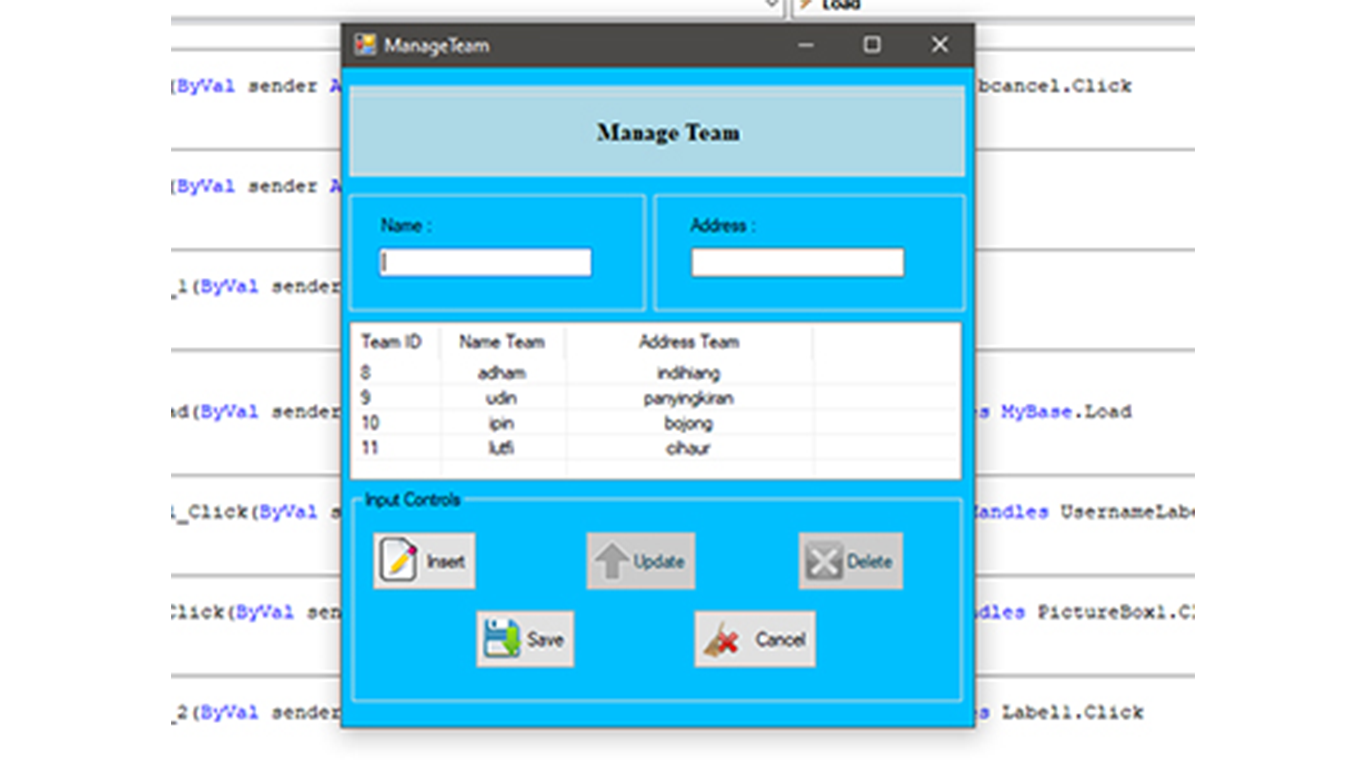 Load
ManageTeam
(ByVal sender A
bcancel.Click
Manage Team
(ByVal sender A
Name :
Address :
_1(ByVal sender
Team ID Name Team Address Team
8 adham indihiang
9 udin panyingkiran
10 ipin bojong
11 lutfi cihaur
ad(ByVal sender
s MyBase.Load
Input Controls
i_Click(ByVal s
Handles UsernameLabe
Insert Update Delete
Click(ByVal sen
dles PictureBox1.Cl
Save Cancel
_2(ByVal sender
s Label1.Click